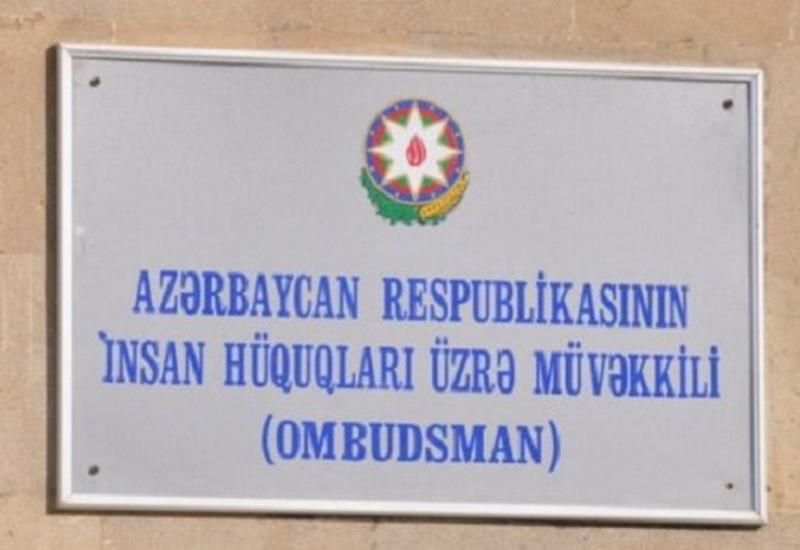 AZƏRBAYCAN RESPUBLİKASININ
İNSAN HÜQUQLARI ÜZRƏ MÜVƏKKİLİ
(OMBUDSMAN)